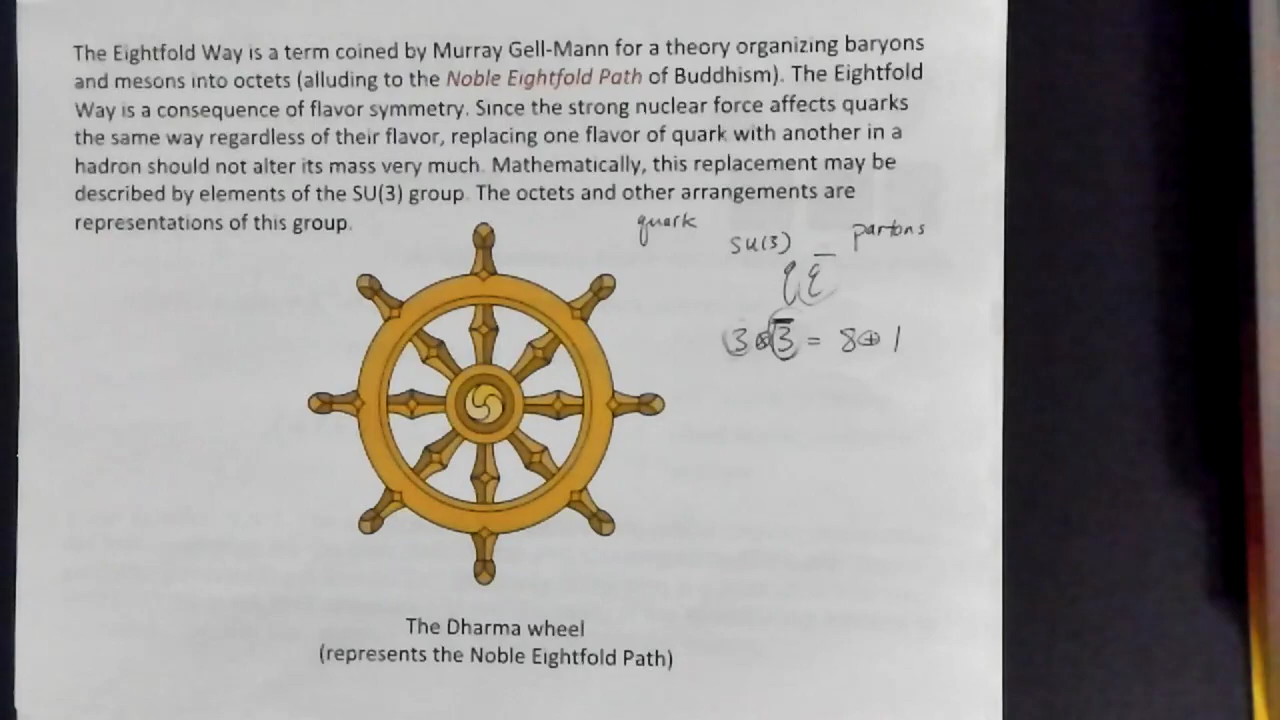 The Eightfold Way is a term coined by Murray Gell-Mann for a theory organizing baryons
and mesons into octets (alluding to the Noble Eightfold Path of Buddhism). The Eightfold
Way is a consequence of flavor symmetry. Since the strong nuclear force affects quarks
the same way regardless of their flavor, replacing one flavor of quark with another in a
hadron should not alter its mass very much. Mathematically, this replacement may be
described by elements of the SU(3) group. The octets and other arrangements are
representations of this group.
quark
SU(3)
partons
3 ⊗ 3̅ = 8 ⊕ 1
The Dharma wheel
(represents the Noble Eightfold Path)